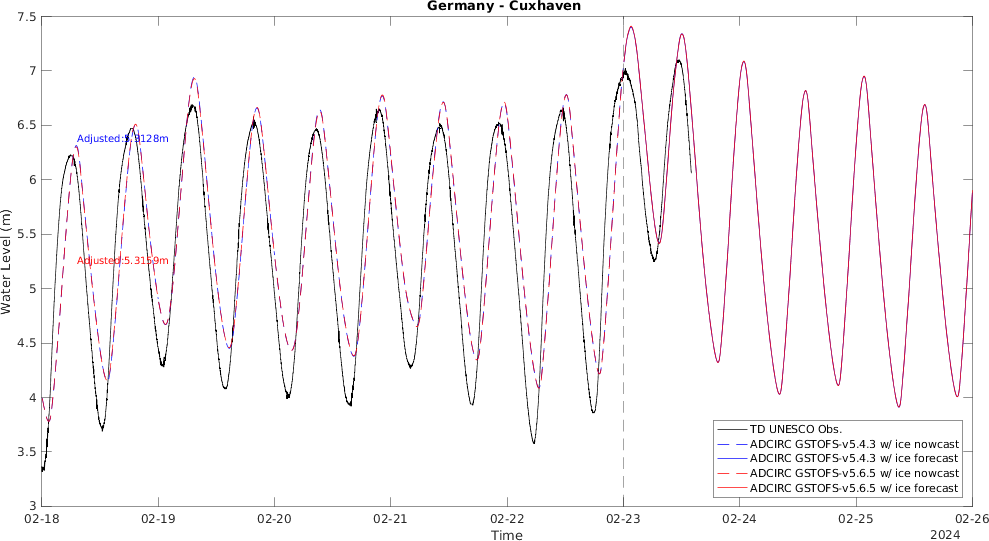 Germany - Cuxhaven
7.5
7
6.5
6
5.5
5
4.5
4
3.5
3
Water Level (m)
Adjusted:5.3128m
Adjusted:5.3159m
TD UNESCO Obs.
ADCIRC GSTOFS-v5.4.3 w/ ice nowcast
ADCIRC GSTOFS-v5.4.3 w/ ice forecast
ADCIRC GSTOFS-v5.6.5 w/ ice nowcast
ADCIRC GSTOFS-v5.6.5 w/ ice forecast
02-18 02-19 02-20 02-21 02-22 02-23 02-24 02-25 02-26
Time
2024